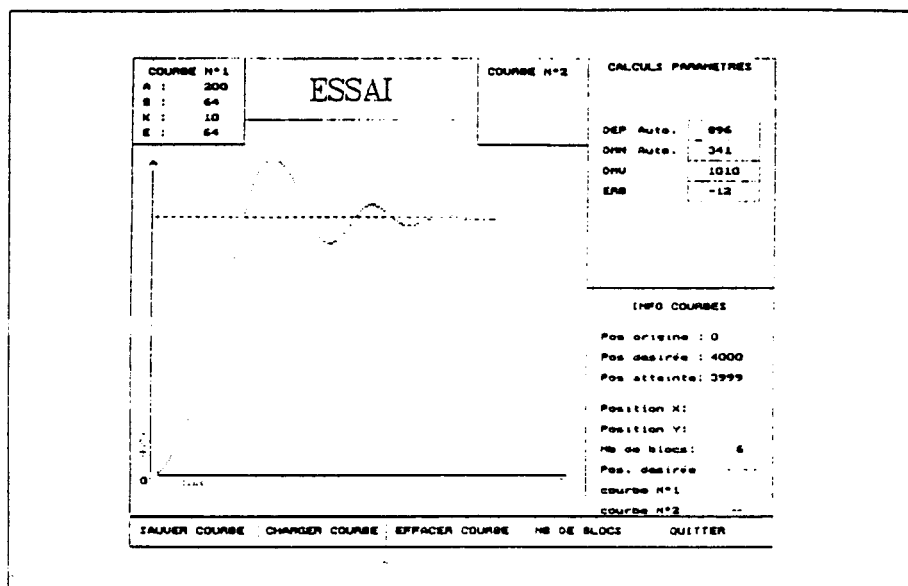 COURBE N°1
A : 200
B : 64
K : 10
E : 64
ESSAI
COURBE N°2
CALCULS PARAMETRES
DEP Auto. 896
DMM Auto. 341
DMV 1010
ERB -12
INFO COURBES
Pos origine : 0
Pos desirée : 4000
Pos atteinte: 3999
Position X:
Position Y:
Nb de blocs: 6
Pos. desirée ----
courbe N°1
courbe N°2 --
0
SAUVER COURBE CHARGER COURBE EFFACER COURBE NB DE BLOCS QUITTER